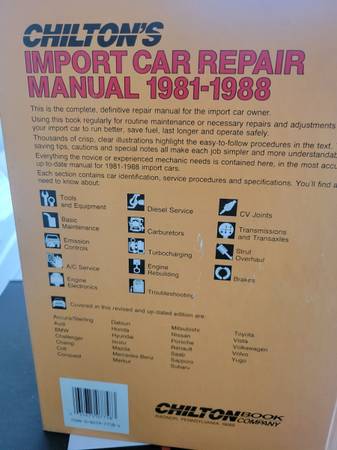 CHILTON'S
IMPORT CAR REPAIR
MANUAL 1981-1988
This is the complete, definitive repair manual for the import car owner.
Using this book regularly for routine maintenance or necessary repairs and adjustments
your import car to run better, save fuel, last longer and operate safely.
Thousands of crisp, clear illustrations highlight the easy-to-follow procedures in the text.
saving tips, cautions and special notes all make each job simpler and more understandab
Everything the novice or experienced mechanic needs is contained here, in the most accu
up-to-date manual for 1981-1988 import cars.
Each section contains car identification, service procedures and specifications. You'll find a
need to know about:
Tools
and Equipment
Basic
Maintenance
Emission
Controls
A/C Service
Engine
Electronics
Diesel Service
Carburetors
Turbocharging
Engine
Rebuilding
Troubleshooting
CV Joints
Transmissions
and Transaxles
Strut
Overhaul
Brakes
Covered in this revised and up-dated edition are:
Accura/Sterling
Audi
BMW
Challenger
Champ
Colt
Conquest
Datsun
Honda
Hyundai
Isuzu
Mazda
Mercedes-Benz
Merkur
Mitsubishi
Nissan
Porsche
Renault
Saab
Sapporo
Subaru
Toyota
Vista
Volkswagen
Volvo
Yugo
CHILTON BOOK
COMPANY
RADNOR, PENNSYLVANIA 19089